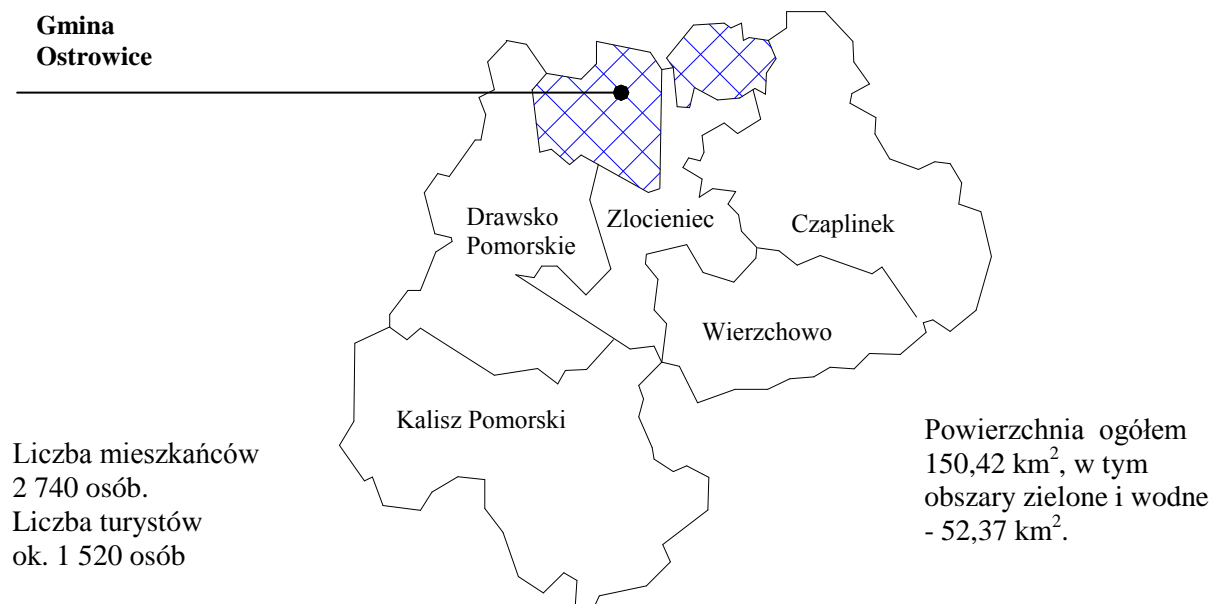 Gmina
Ostrowice
Drawsko
Pomorskie
Zlocieniec
Czaplinek
Wierzchowo
Kalisz Pomorski
Liczba mieszkańców
2 740 osób.
Liczba turystów
ok. 1 520 osób
Powierzchnia ogółem
150,42 km², w tym
obszary zielone i wodne
- 52,37 km².